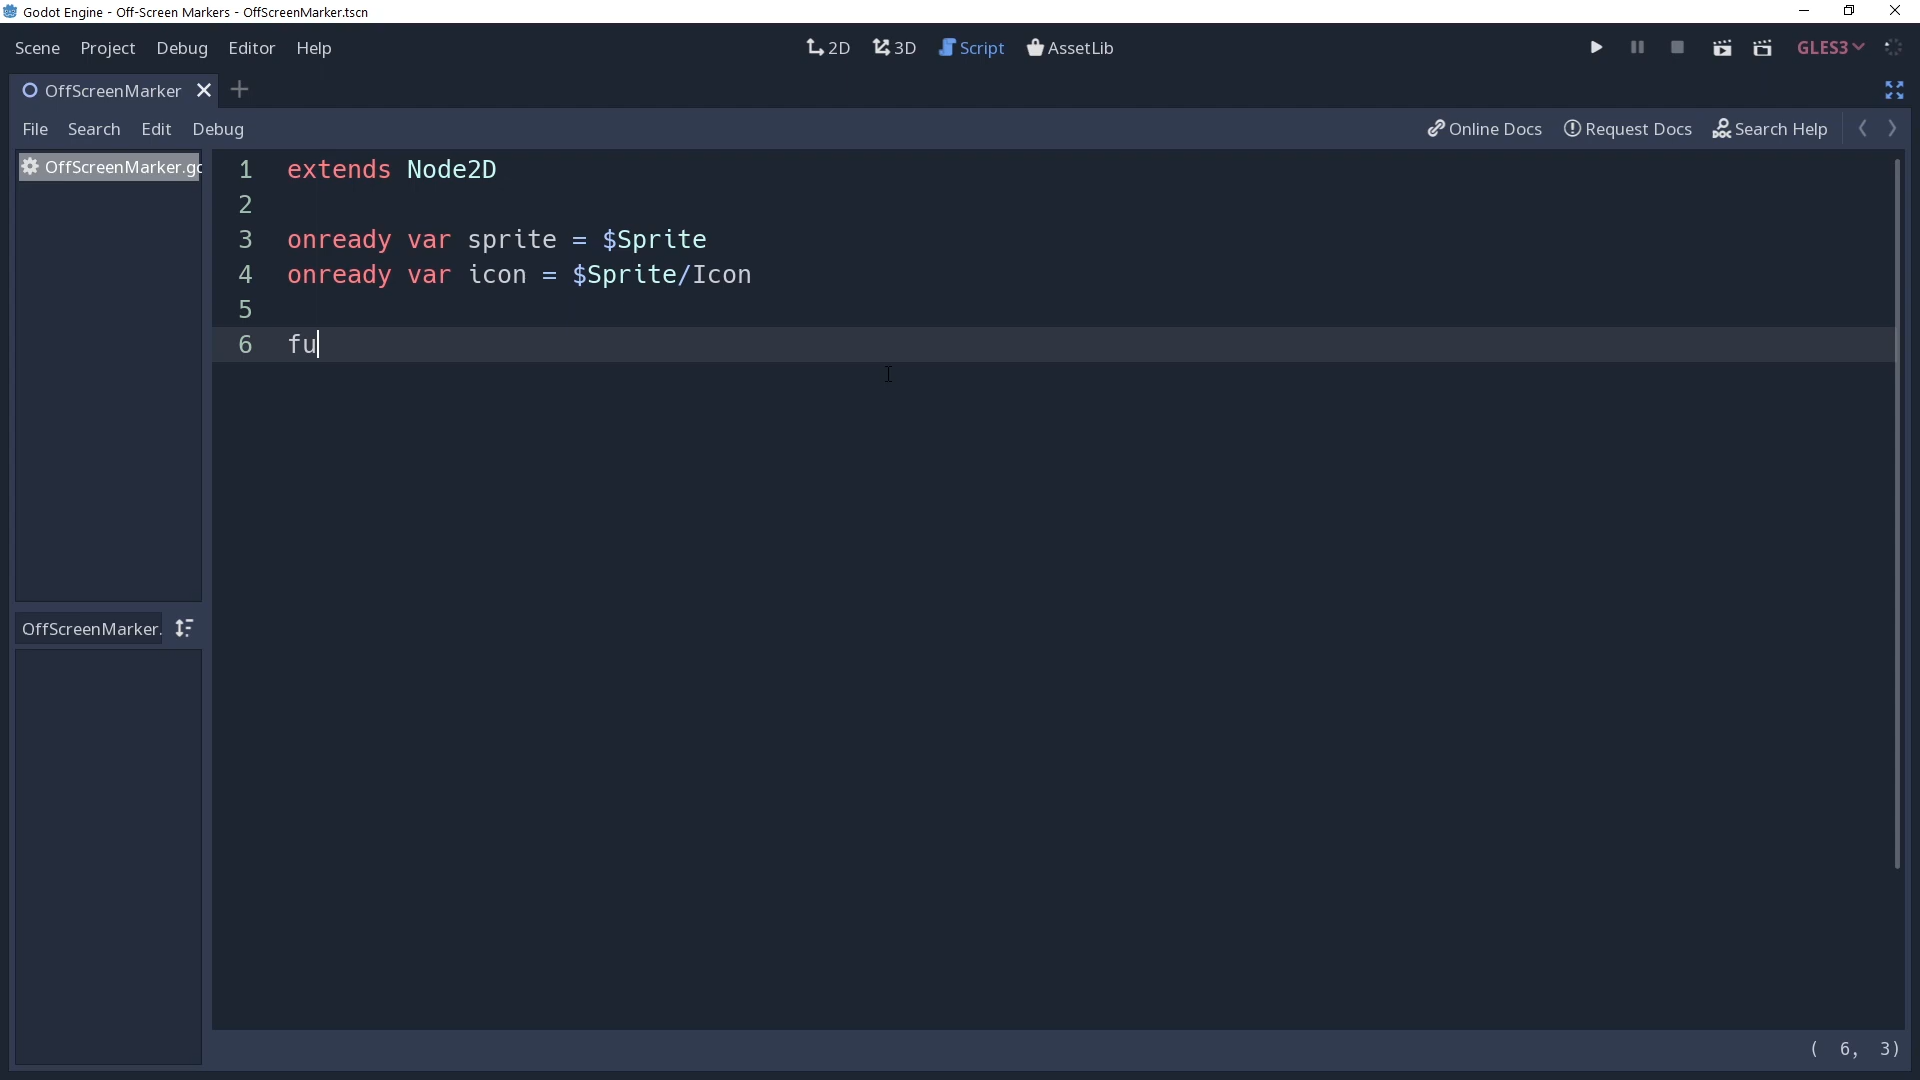 Godot Engine - Off-Screen Markers - OffScreenMarker.tscn
Scene Project Debug Editor Help 2D 3D Script AssetLib GLES3
OffScreenMarker
File Search Edit Debug Online Docs Request Docs Search Help
OffScreenMarker.gd
1 extends Node2D
2
3 onready var sprite = $Sprite
4 onready var icon = $Sprite/Icon
5
6 fu
OffScreenMarker.
( 6, 3)